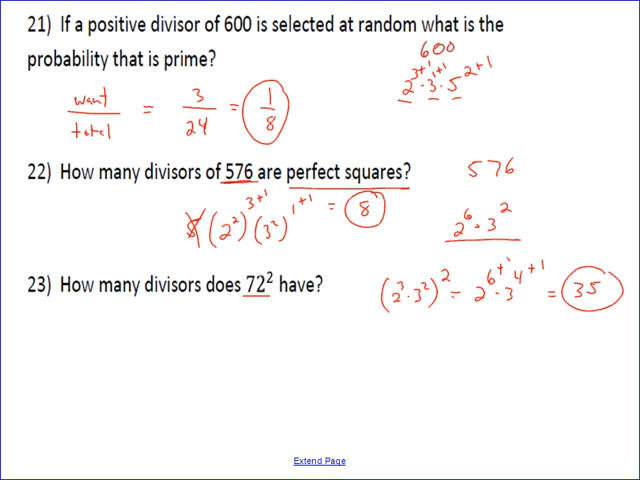 21) If a positive divisor of 600 is selected at random what is the
probability that is prime?
600
2^{3+1} · 3^{1+1} · 5^{2+1}
want/total = 3/24 = 1/8
22) How many divisors of 576 are perfect squares?
576
(2^2)^{3+1} (3^2)^{1+1} = 8
2^6 · 3^2
23) How many divisors does 72² have?
(2^3 · 3^2)^2 = 2^{6+1} · 3^{4+1} = 35
Extend Page